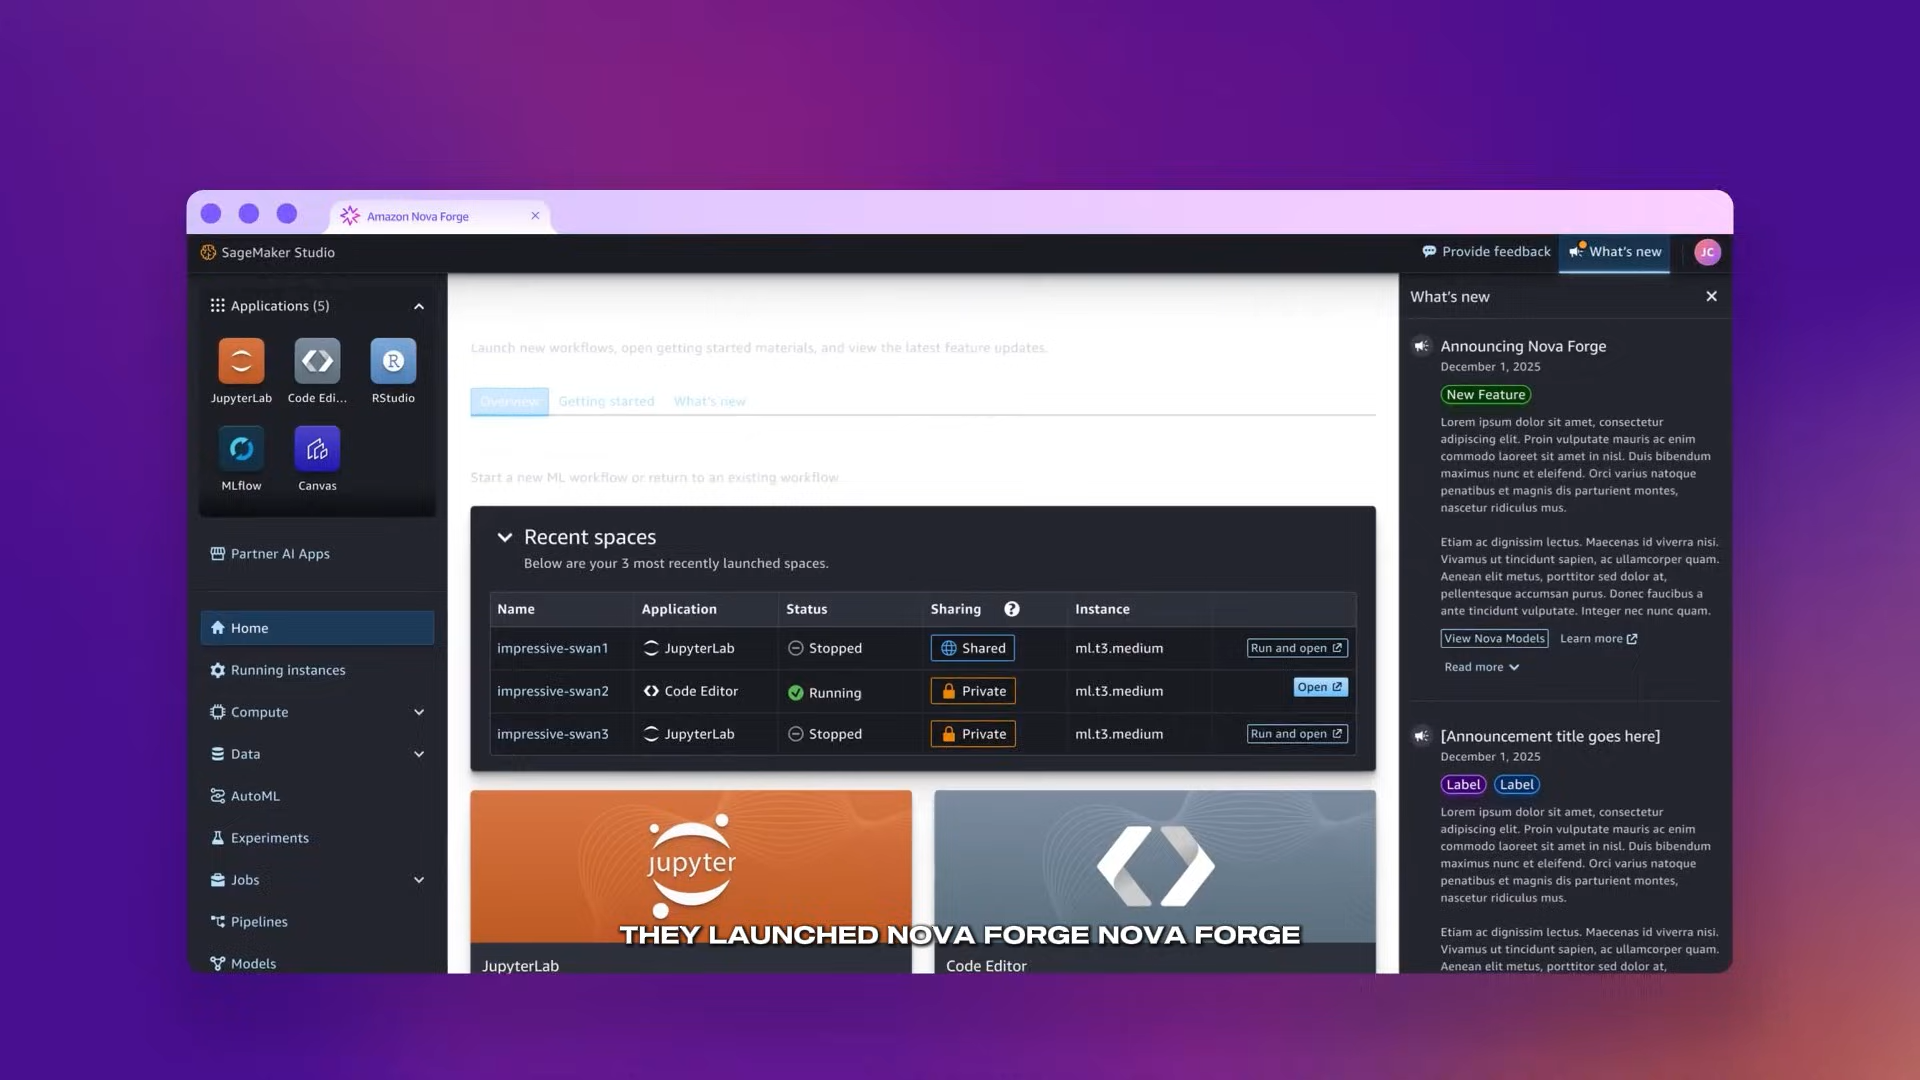 Amazon Nova Forge
SageMaker Studio
Provide feedback
What's new
JC
Applications (5)
JupyterLab
Code Edi...
RStudio
MLflow
Canvas
Partner AI Apps
Home
Running instances
Compute
Data
AutoML
Experiments
Jobs
Pipelines
Models
Launch new workflows, open getting started materials, and view the latest feature updates.
Overview
Getting started
What's new
Start a new ML workflow or return to an existing workflow
Recent spaces
Below are your 3 most recently launched spaces.
Name Application Status Sharing ? Instance
impressive-swan1 JupyterLab Stopped Shared ml.t3.medium Run and open
impressive-swan2 Code Editor Running Private ml.t3.medium Open
impressive-swan3 JupyterLab Stopped Private ml.t3.medium Run and open
jupyter
THEY LAUNCHED NOVA FORGE NOVA FORGE
JupyterLab
Code Editor
What's new
Announcing Nova Forge
December 1, 2025
New Feature
Lorem ipsum dolor sit amet, consectetur
adipiscing elit. Proin vulputate mauris ac enim
commodo laoreet sit amet in nisl. Duis bibendum
maximus nunc et eleifend. Orci varius natoque
penatibus et magnis dis parturient montes,
nascetur ridiculus mus.
Etiam ac dignissim lectus. Maecenas id viverra nisi.
Vivamus ut tincidunt sapien, ac ullamcorper quam.
Aenean elit metus, porttitor sed dolor at,
pellentesque accumsan purus. Donec faucibus a
ante tincidunt vulputate. Integer nec nunc quam.
View Nova Models
Learn more
Read more
[Announcement title goes here]
December 1, 2025
Label
Label
Lorem ipsum dolor sit amet, consectetur
adipiscing elit. Proin vulputate mauris ac enim
commodo laoreet sit amet in nisl. Duis bibendum
maximus nunc et eleifend. Orci varius natoque
penatibus et magnis dis parturient montes,
nascetur ridiculus mus.
Etiam ac dignissim lectus. Maecenas id viverra nisi.
Vivamus ut tincidunt sapien, ac ullamcorper quam.
Aenean elit metus, porttitor sed dolor at,